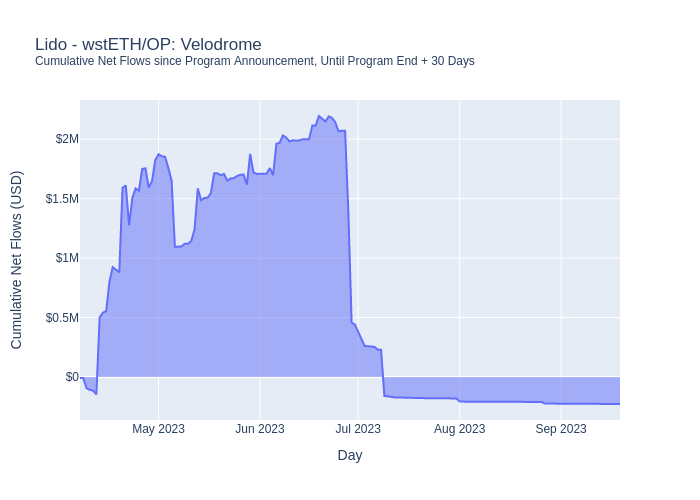 Lido - wstETH/OP: Velodrome
Cumulative Net Flows since Program Announcement, Until Program End + 30 Days
Cumulative Net Flows (USD)
$2M
$1.5M
$1M
$0.5M
$0
May 2023
Jun 2023
Jul 2023
Aug 2023
Sep 2023
Day